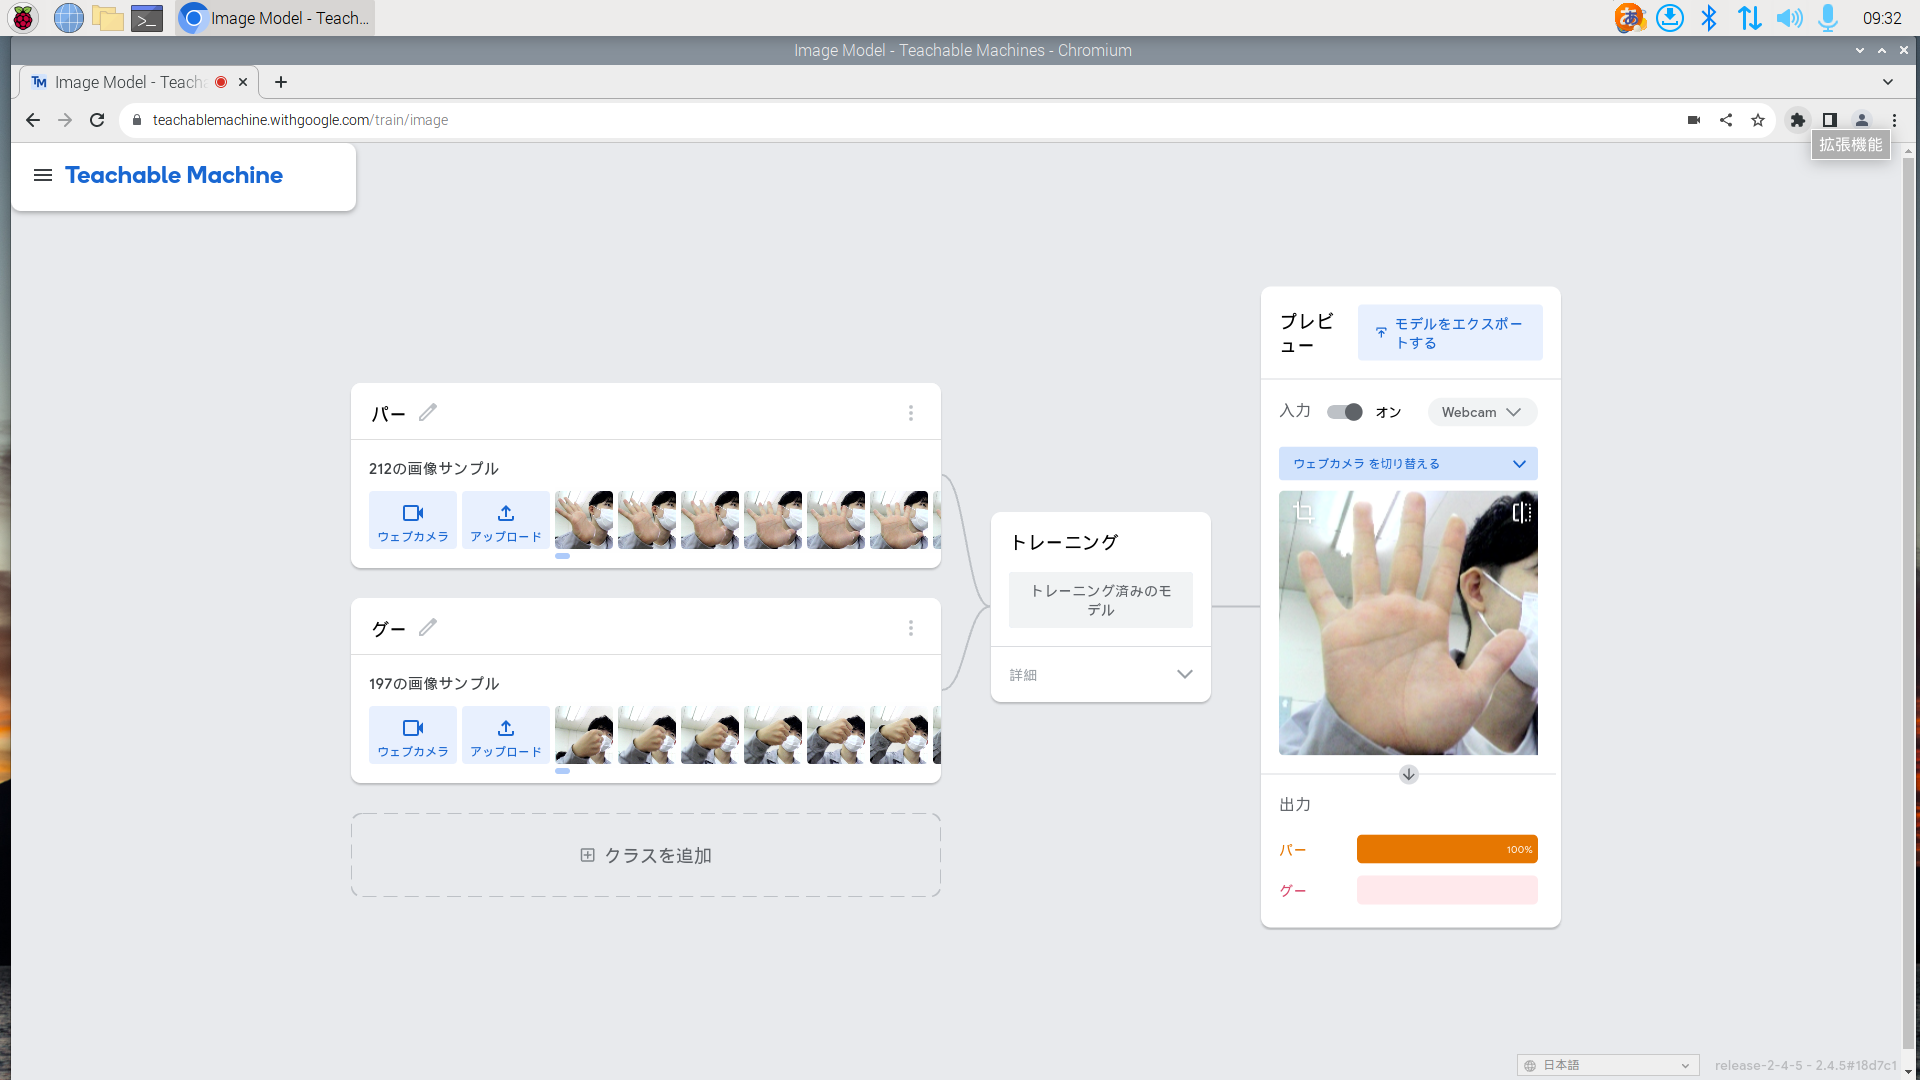 Image Model - Teach...
09:32
Image Model - Teachable Machines - Chromium
Image Model - Teach
teachablemachine.withgoogle.com/train/image
拡張機能
Teachable Machine
パー
212の画像サンプル
ウェブカメラ
アップロード
グー
197の画像サンプル
ウェブカメラ
アップロード
クラスを追加
トレーニング
トレーニング済みのモ
デル
詳細
プレビ
ュー
モデルをエクスポー
トする
入力
オン
Webcam
ウェブカメラ を切り替える
出力
パー
100%
グー
日本語
release-2-4-5 - 2.4.5#18d7c1